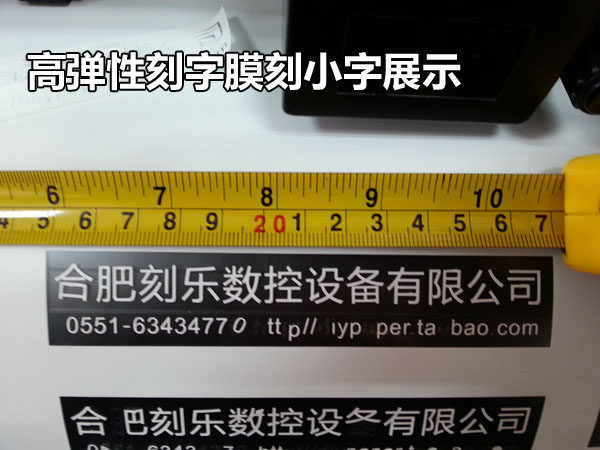 高弹性刻字膜刻小字展示
6 7 8 9 10
4 5 6 7 8 9 20 1 2 3 4 5 6 7
合肥刻乐数控设备有限公司
0551-63434770 ttp// iyp per.ta bao.com
合肥刻乐数控设备有限公司